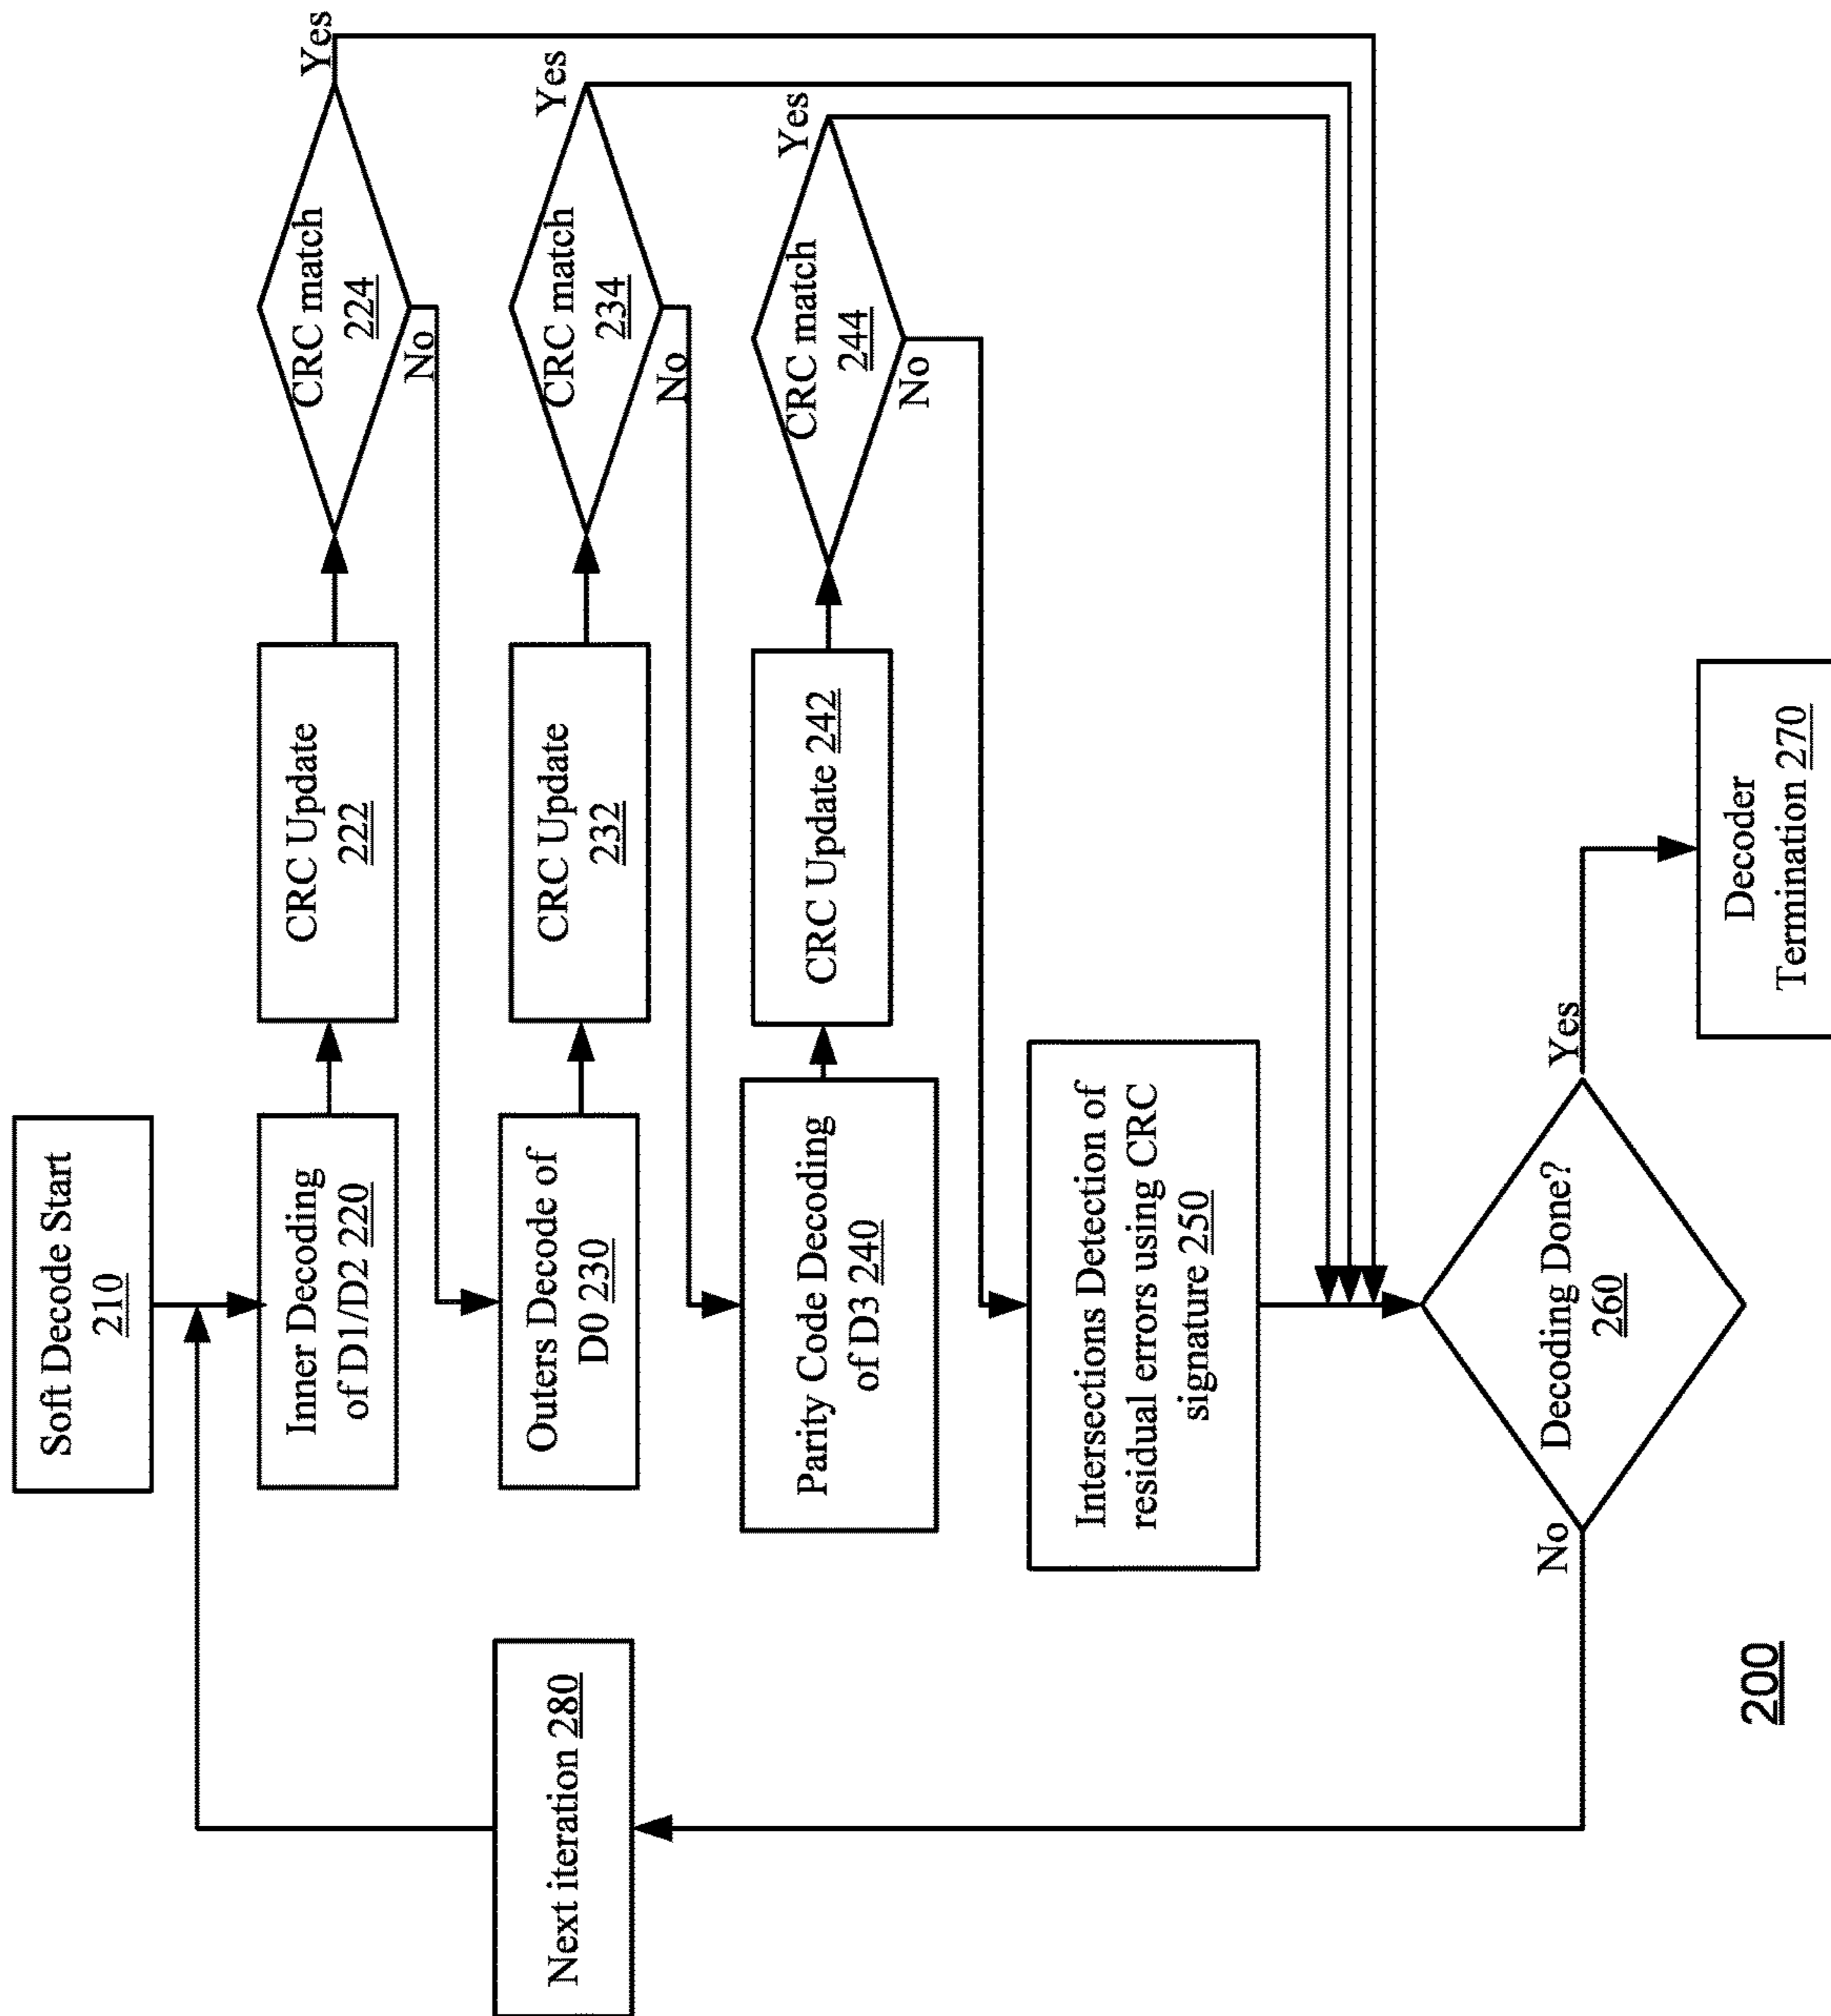 Soft Decode Start
210
Inner Decoding
of D1/D2 220
CRC Update
222
CRC match
224
Yes
No
Outers Decode of
D0 230
CRC Update
232
CRC match
234
Yes
No
Parity Code Decoding
of D3 240
CRC Update 242
CRC match
244
Yes
No
Intersections Detection of
residual errors using CRC
signature 250
Decoding Done?
260
Yes
No
Decoder
Termination 270
Next iteration 280
200